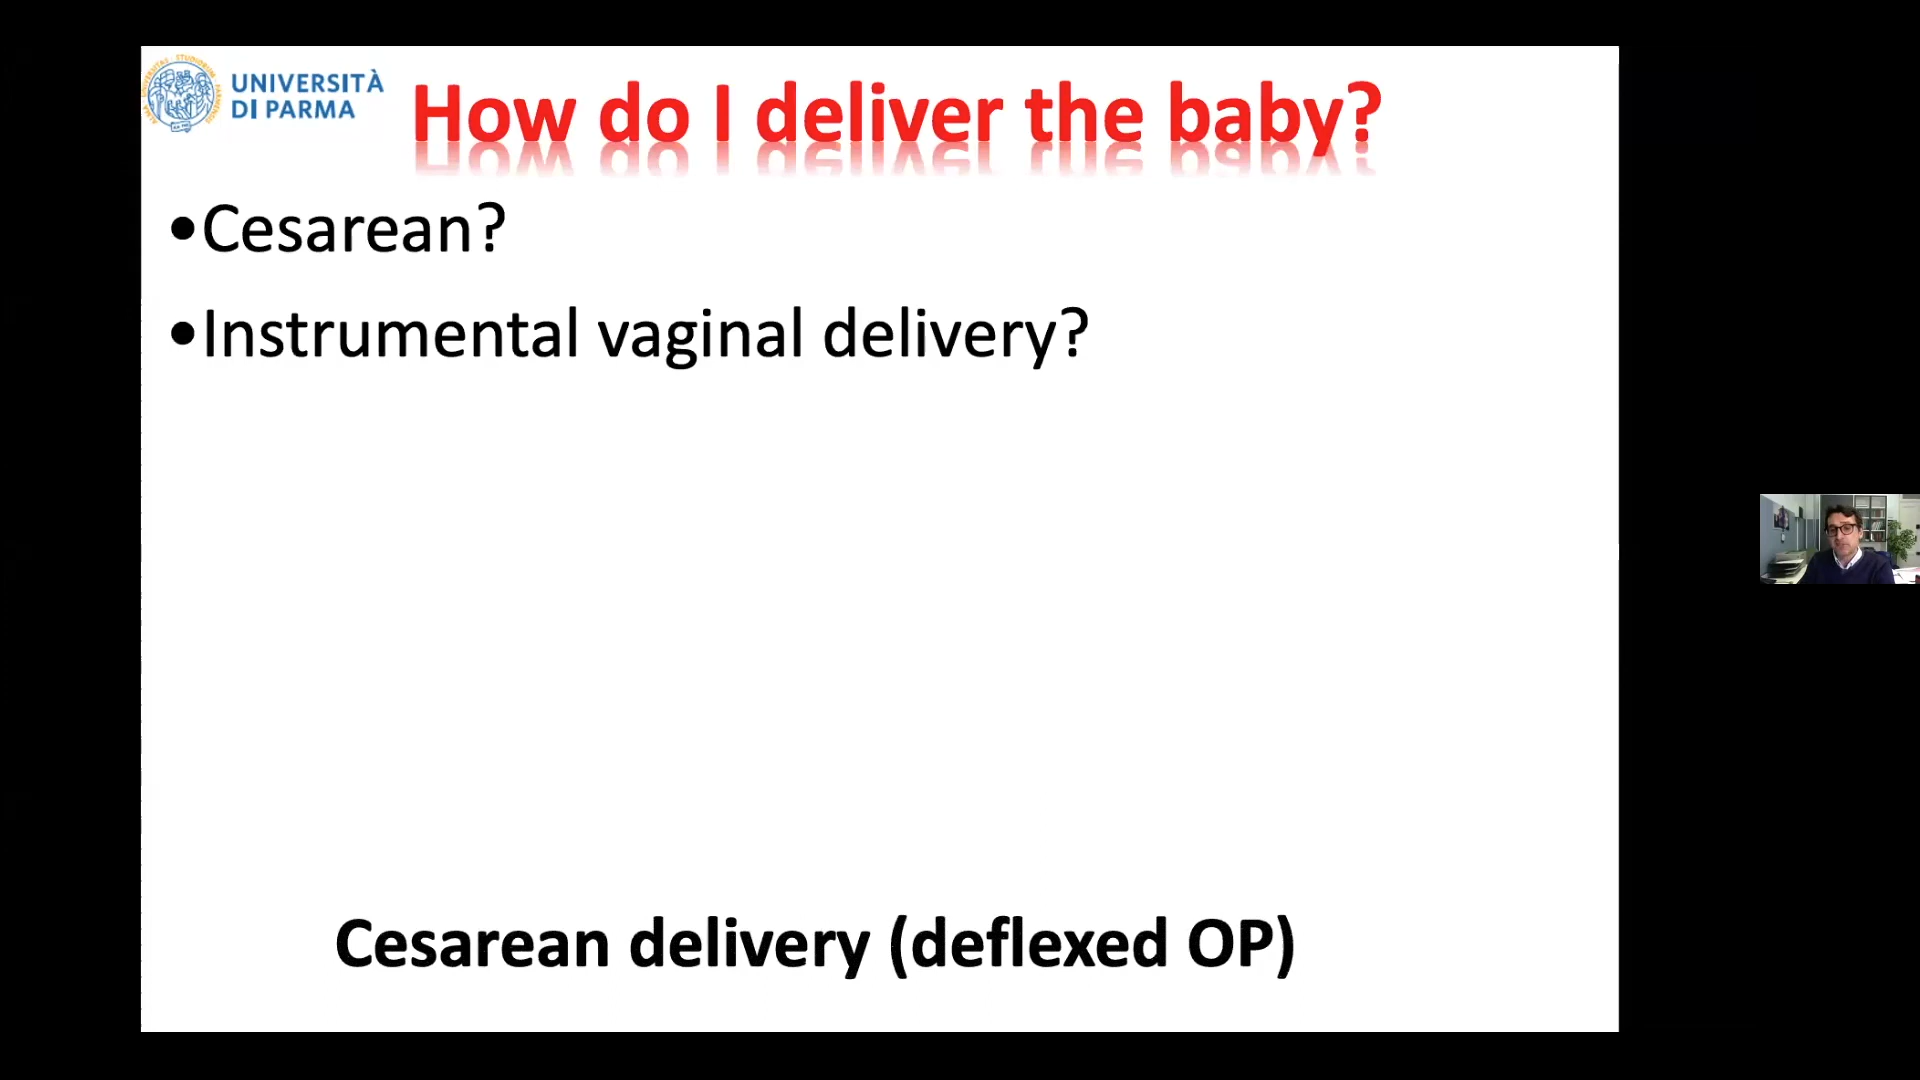 UNIVERSITÀ
DI PARMA
How do I deliver the baby?
•Cesarean?
•Instrumental vaginal delivery?
Cesarean delivery (deflexed OP)